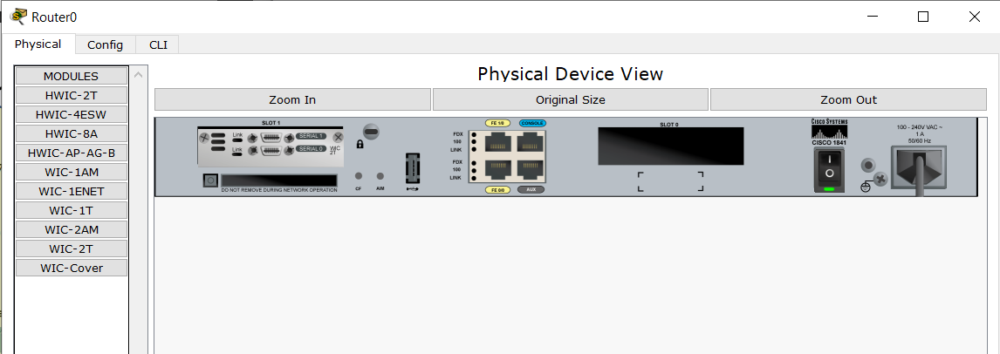 Router0
Physical Config CLI
MODULES
HWIC-2T
HWIC-4ESW
HWIC-8A
HWIC-AP-AG-B
WIC-1AM
WIC-1ENET
WIC-1T
WIC-2AM
WIC-2T
WIC-Cover
Physical Device View
Zoom In Original Size Zoom Out
SLOT 1
Link
SERIAL 1
Link
SERIAL 0
WIC
2T
DO NOT REMOVE DURING NETWORK OPERATION
CF AIM
FE 1/0 CONSOLE
FDX
100
LINK
FDX
100
LINK
FE 0/0 AUX
SLOT 0
CISCO SYSTEMS
CISCO 1841
100 - 240V VAC ~
1 A
50/60 Hz